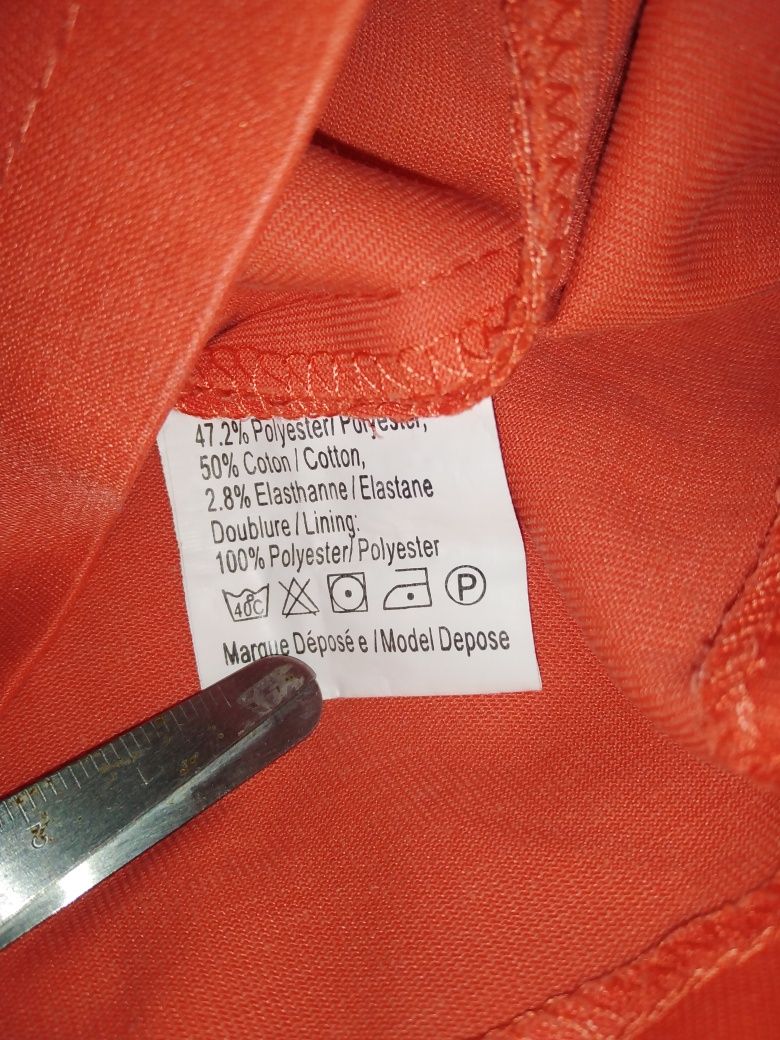 47.2% Polyester/ Polyester,
50% Coton / Cotton,
2.8% Elasthanne / Elastane
Doublure / Lining:
100% Polyester/ Polyester
40C P
Marque Déposé e / Model Depose